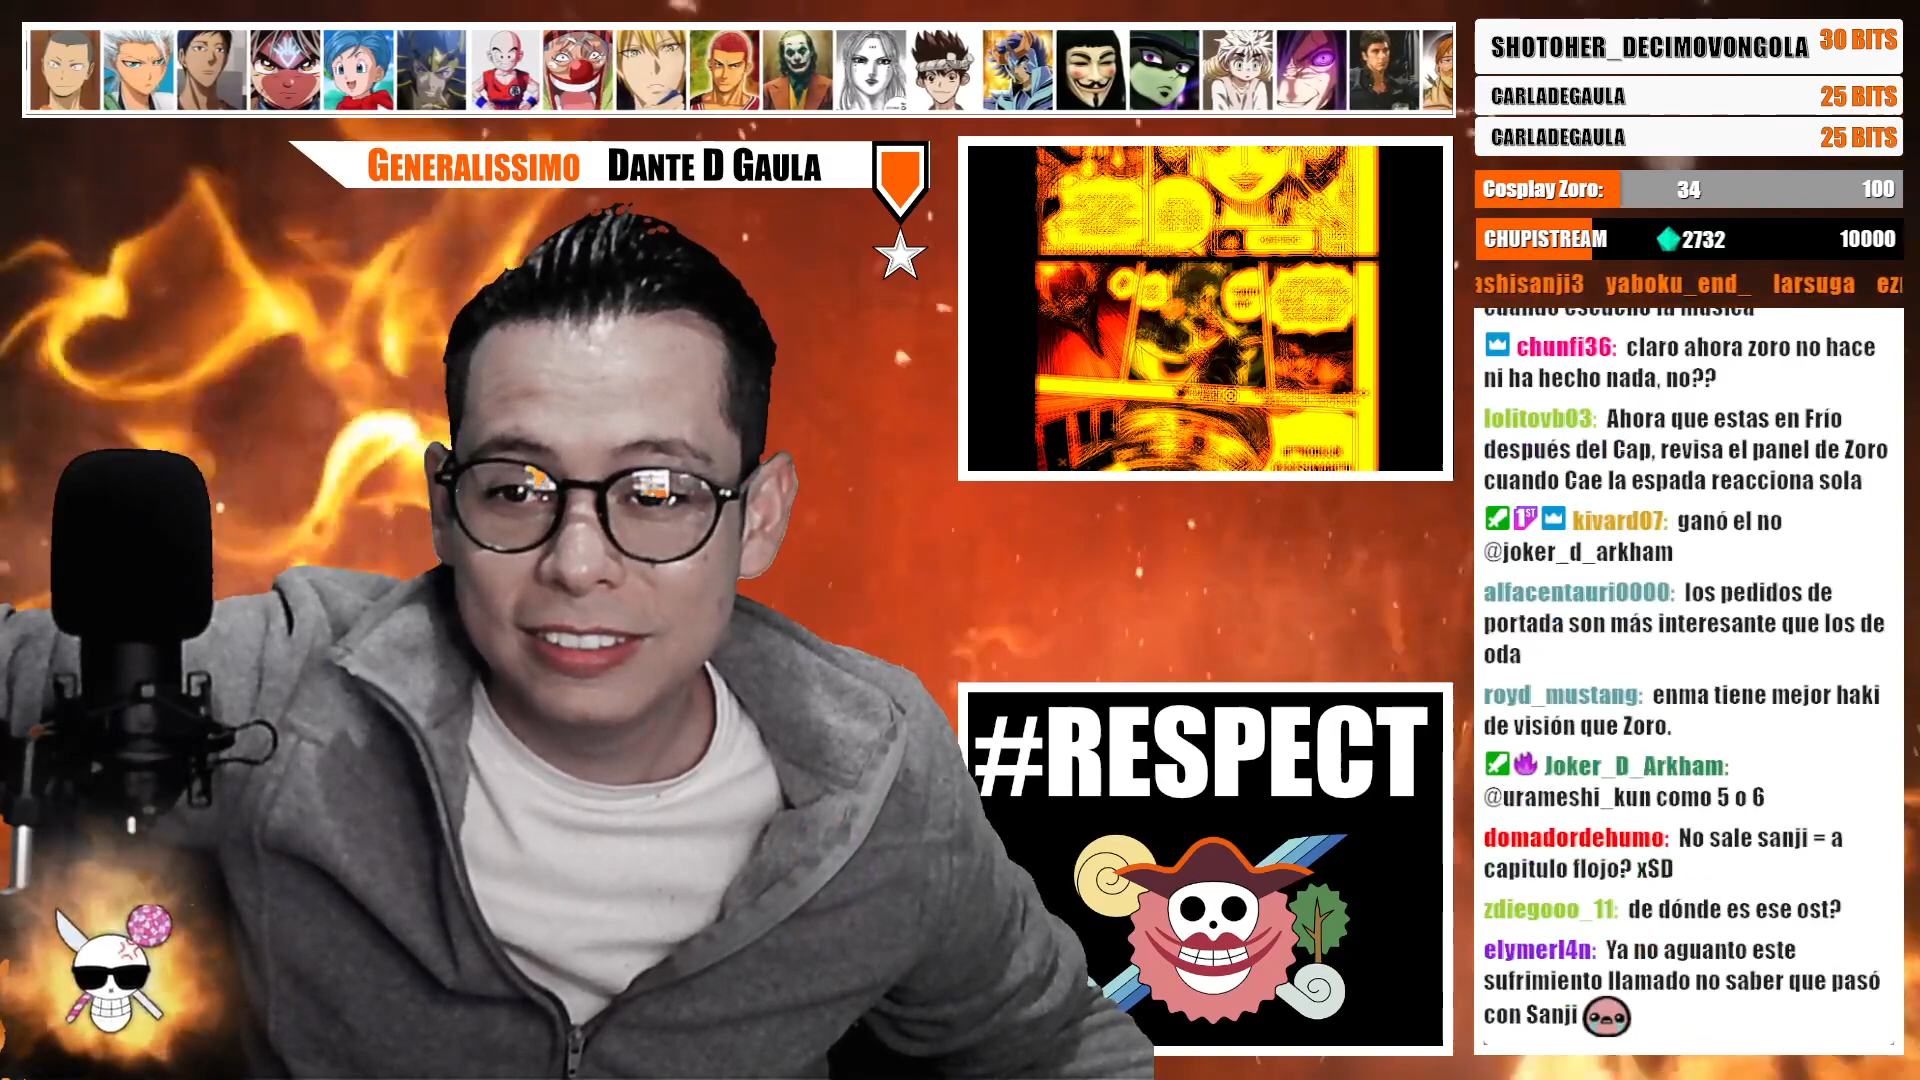 GENERALISSIMO DANTE D GAULA
#RESPECT
SHOTOHER_DECIMOVONGOLA 30 BITS
CARLADEGAULA 25 BITS
CARLADEGAULA 25 BITS
Cosplay Zoro: 34 100
CHUPISTREAM 2732 10000
ashisanji3 yaboku_end_ larsuga
cuando escucho la musica
chunfi36: claro ahora zoro no hace
ni ha hecho nada, no??
lolitovb03: Ahora que estas en Frío
después del Cap, revisa el panel de Zoro
cuando Cae la espada reacciona sola
1ST kivard07: ganó el no
@joker_d_arkham
alfacentauri0000: los pedidos de
portada son más interesante que los de
oda
royd_mustang: enma tiene mejor haki
de visión que Zoro.
Joker_D_Arkham:
@urameshi_kun como 5 o 6
domadordehumo: No sale sanji = a
capitulo flojo? xSD
zdiegooo_11: de dónde es ese ost?
elymerl4n: Ya no aguanto este
sufrimiento llamado no saber que pasó
con Sanji